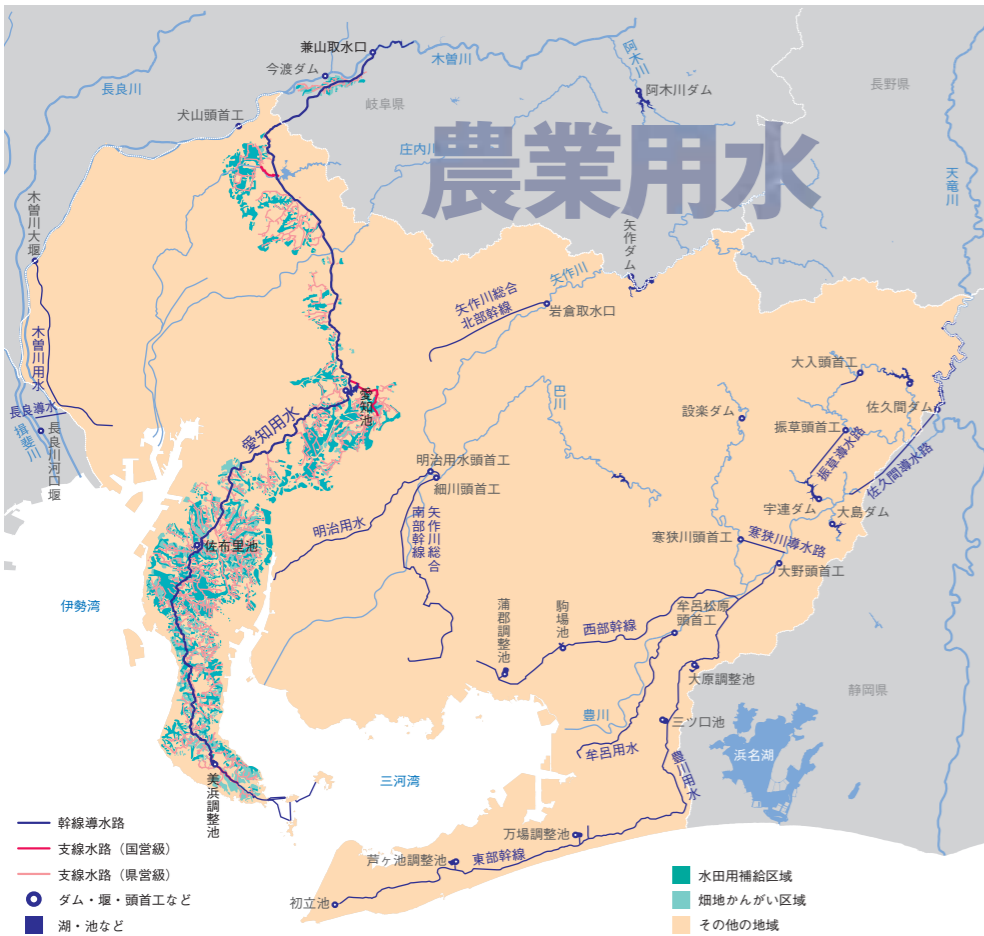 農業用水
兼山取水口
今渡ダム
木曽川
阿木川
長良川
岐阜県
阿木川ダム
長野県
犬山頭首工
庄内川
天竜川
木曽川大堰
矢作ダム
矢作川
矢作川総合
北部幹線
岩倉取水口
木曽川用水
大入頭首工
愛知池
巴川
設楽ダム
佐久間ダム
長良導水
振草頭首工
揖斐川
長良川河口堰
愛知用水
振草導水路
佐久間導水路
明治用水頭首工
細川頭首工
宇連ダム
大島ダム
明治用水
矢作川総合
南部幹線
寒狭川頭首工
寒狭川導水路
佐布里池
大野頭首工
伊勢湾
蒲郡調整池
駒場池
西部幹線
牟呂松原
頭首工
大原調整池
静岡県
豊川
三ツ口池
牟呂用水
浜名湖
豊川用水
三河湾
美浜調整池
万場調整池
芦ヶ池調整池
東部幹線
初立池
幹線導水路
支線水路（国営級）
支線水路（県営級）
ダム・堰・頭首工など
湖・池など
水田用補給区域
畑地かんがい区域
その他の地域